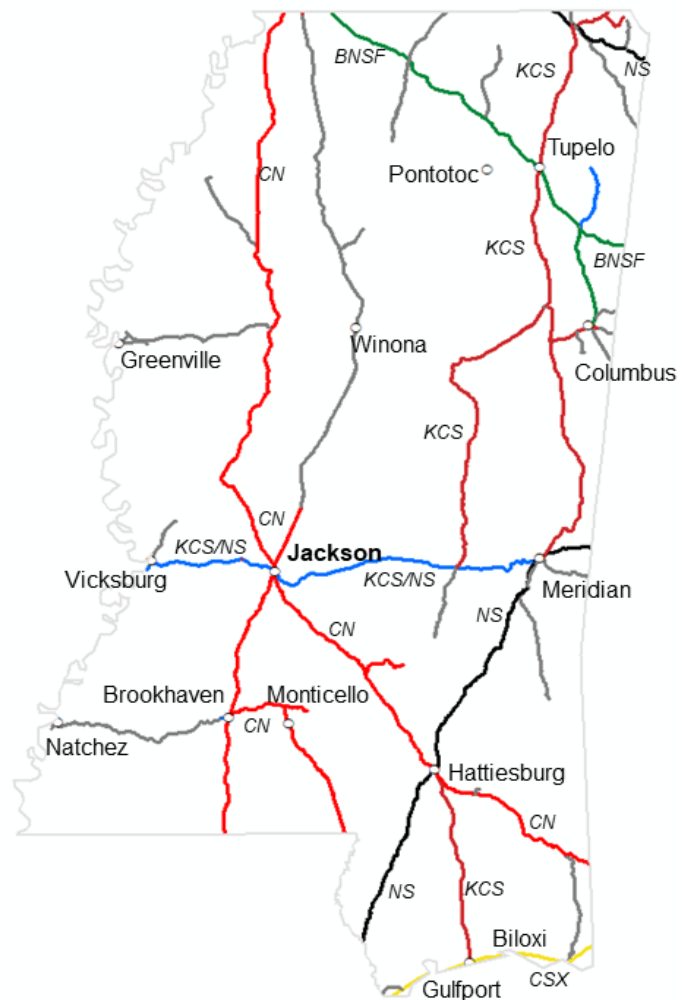 BNSF
KCS
NS
Tupelo
Pontotoc
CN
KCS
BNSF
Greenville
Winona
Columbus
KCS
CN
KCS/NS
Jackson
Vicksburg
KCS/NS
Meridian
NS
CN
Brookhaven
Monticello
CN
Natchez
Hattiesburg
CN
NS
KCS
Biloxi
CSX
Gulfport